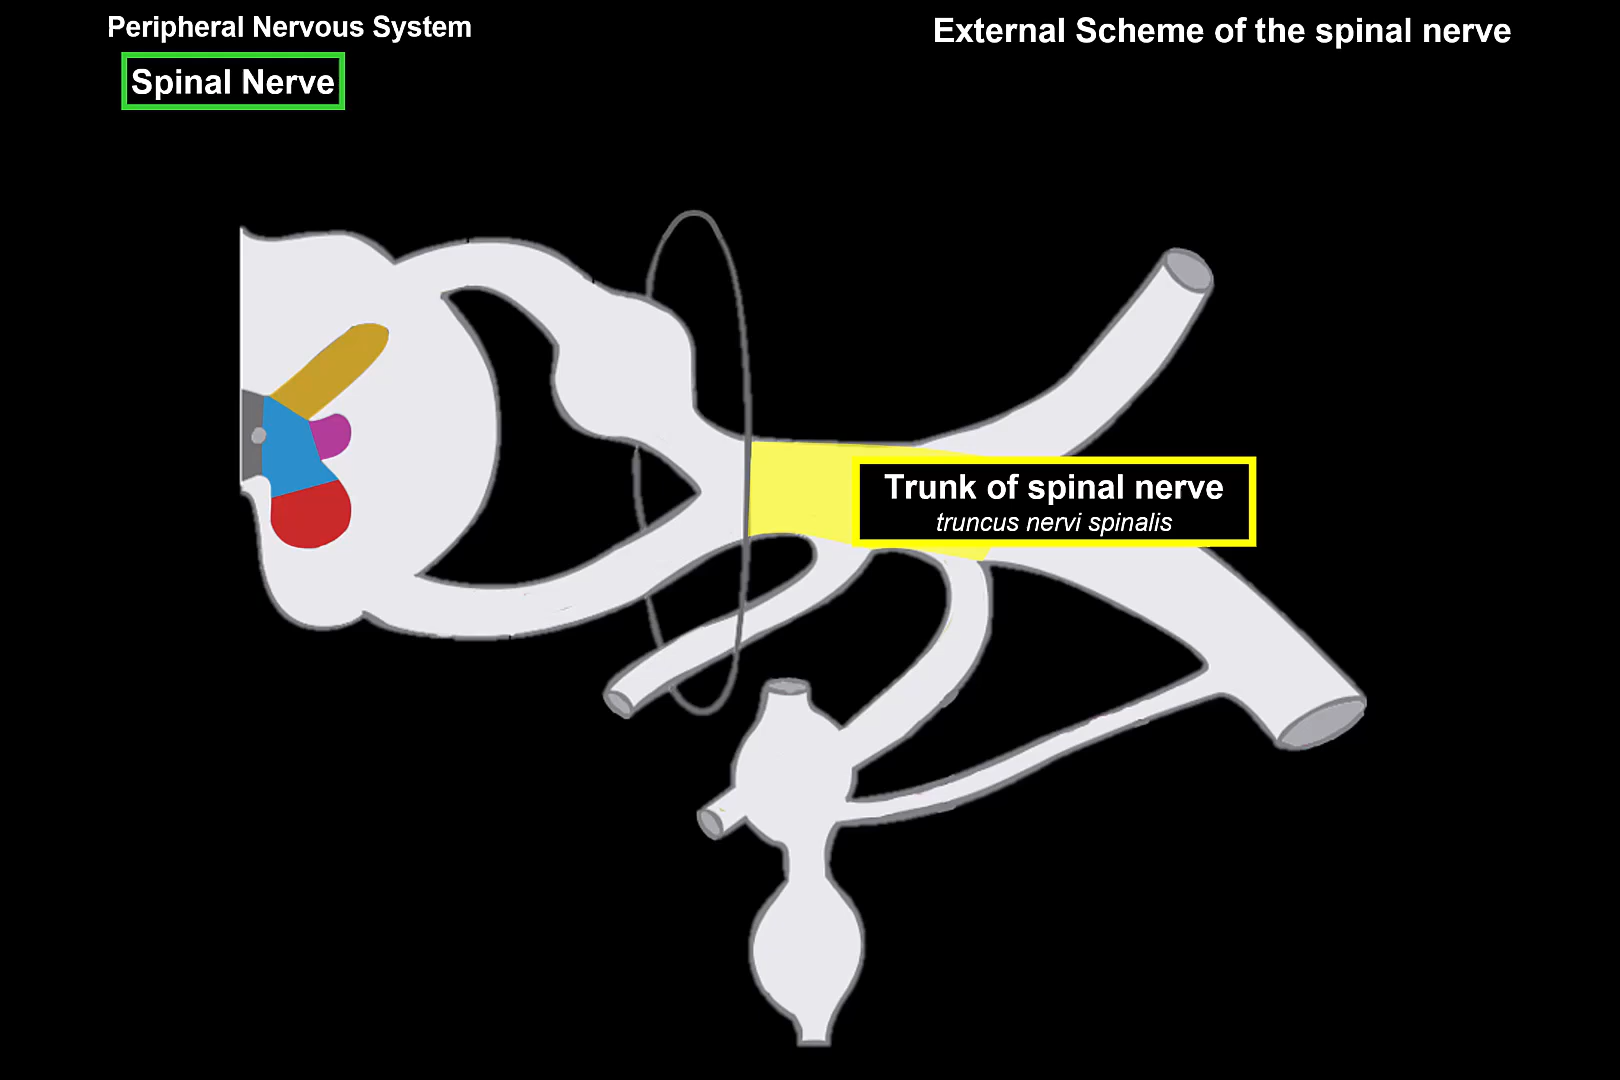 Peripheral Nervous System
Spinal Nerve
External Scheme of the spinal nerve
Trunk of spinal nerve
truncus nervi spinalis